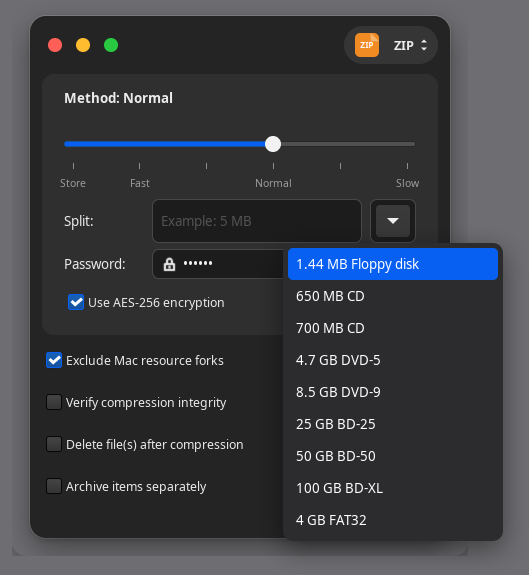 ZIP
ZIP
Method: Normal
Store Fast Normal Slow
Split: Example: 5 MB
Password: ••••••
Use AES-256 encryption
Exclude Mac resource forks
Verify compression integrity
Delete file(s) after compression
Archive items separately
1.44 MB Floppy disk
650 MB CD
700 MB CD
4.7 GB DVD-5
8.5 GB DVD-9
25 GB BD-25
50 GB BD-50
100 GB BD-XL
4 GB FAT32